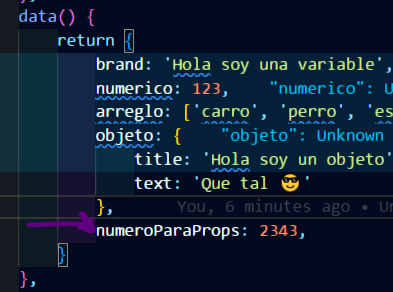 data() {
return {
brand: 'Hola soy una variable',
numerico: 123, "numerico": U
arreglo: ['carro', 'perro', 'es
objeto: { "objeto": Unknown
title: 'Hola soy un objeto'
text: 'Que tal 😎'
}, You, 6 minutes ago • Un
numeroParaProps: 2343,
}
},